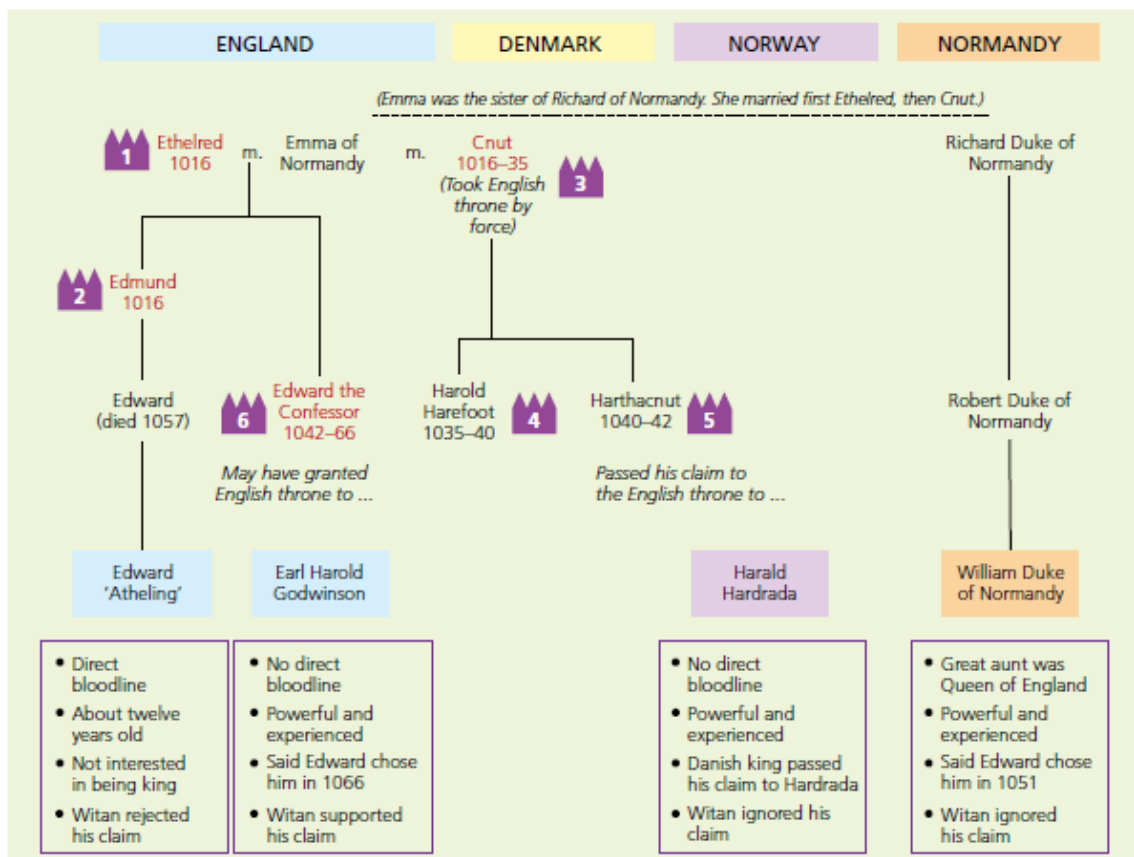 ENGLAND
DENMARK
NORWAY
NORMANDY
(Emma was the sister of Richard of Normandy. She married first Ethelred, then Cnut.)
1
Ethelred
1016
m.
Emma of
Normandy
m.
Cnut
1016–35
(Took English
throne by
force)
3
Richard Duke of
Normandy
2
Edmund
1016
Edward
(died 1057)
6
Edward the
Confessor
1042–66
May have granted
English throne to ...
Harold
Harefoot
1035–40
4
Harthacnut
1040–42
5
Passed his claim to
the English throne to ...
Robert Duke of
Normandy
Edward
'Atheling'
Earl Harold
Godwinson
Harald
Hardrada
William Duke
of Normandy
• Direct
bloodline
• About twelve
years old
• Not interested
in being king
• Witan rejected
his claim
• No direct
bloodline
• Powerful and
experienced
• Said Edward chose
him in 1066
• Witan supported
his claim
• No direct
bloodline
• Powerful and
experienced
• Danish king passed
his claim to Hardrada
• Witan ignored his
claim
• Great aunt was
Queen of England
• Powerful and
experienced
• Said Edward chose
him in 1051
• Witan ignored
his claim